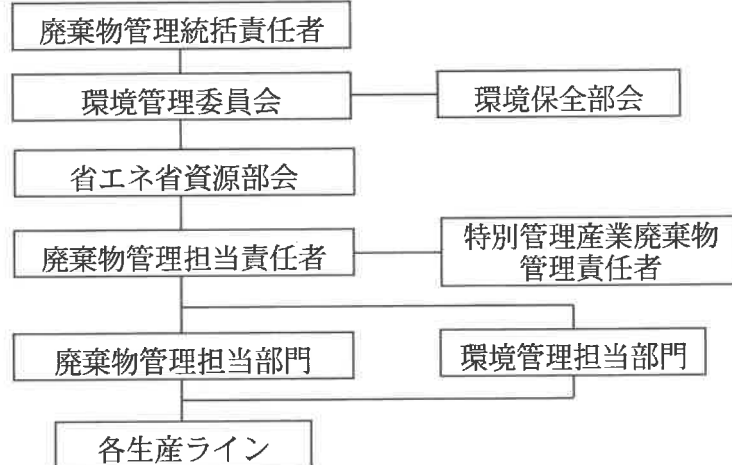 廃棄物管理統括責任者
環境管理委員会
環境保全部会
省エネ省資源部会
廃棄物管理担当責任者
特別管理産業廃棄物
管理責任者
廃棄物管理担当部門
環境管理担当部門
各生産ライン